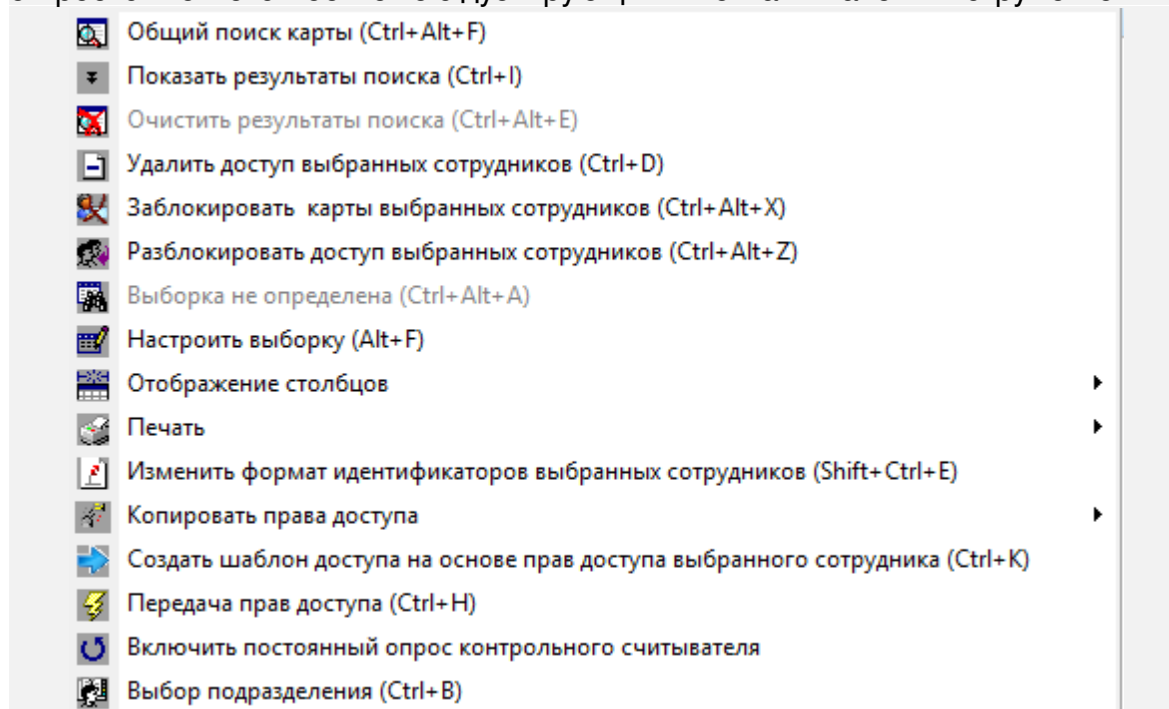 Общий поиск карты (Ctrl+Alt+F)
Показать результаты поиска (Ctrl+I)
Очистить результаты поиска (Ctrl+Alt+E)
Удалить доступ выбранных сотрудников (Ctrl+D)
Заблокировать  карты выбранных сотрудников (Ctrl+Alt+X)
Разблокировать доступ выбранных сотрудников (Ctrl+Alt+Z)
Выборка не определена (Ctrl+Alt+A)
Настроить выборку (Alt+F)
Отображение столбцов
Печать
Изменить формат идентификаторов выбранных сотрудников (Shift+Ctrl+E)
Копировать права доступа
Создать шаблон доступа на основе прав доступа выбранного сотрудника (Ctrl+K)
Передача прав доступа (Ctrl+H)
Включить постоянный опрос контрольного считывателя
Выбор подразделения (Ctrl+B)